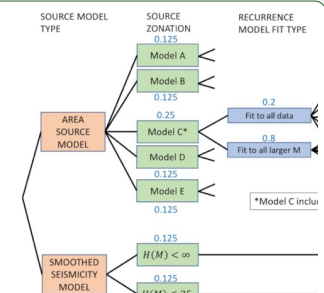 SOURCE MODEL
TYPE
SOURCE
ZONATION
RECURRENCE
MODEL FIT TYPE
0.125
Model A
Model B
0.125
0.25
Model C*
Model D
0.125
Model E
0.125
AREA
SOURCE
MODEL
0.2
Fit to all data
0.8
Fit to all larger M
*Model C inclu
0.125
H(M) < ∞
0.125
SMOOTHED
SEISMICITY
MODEL